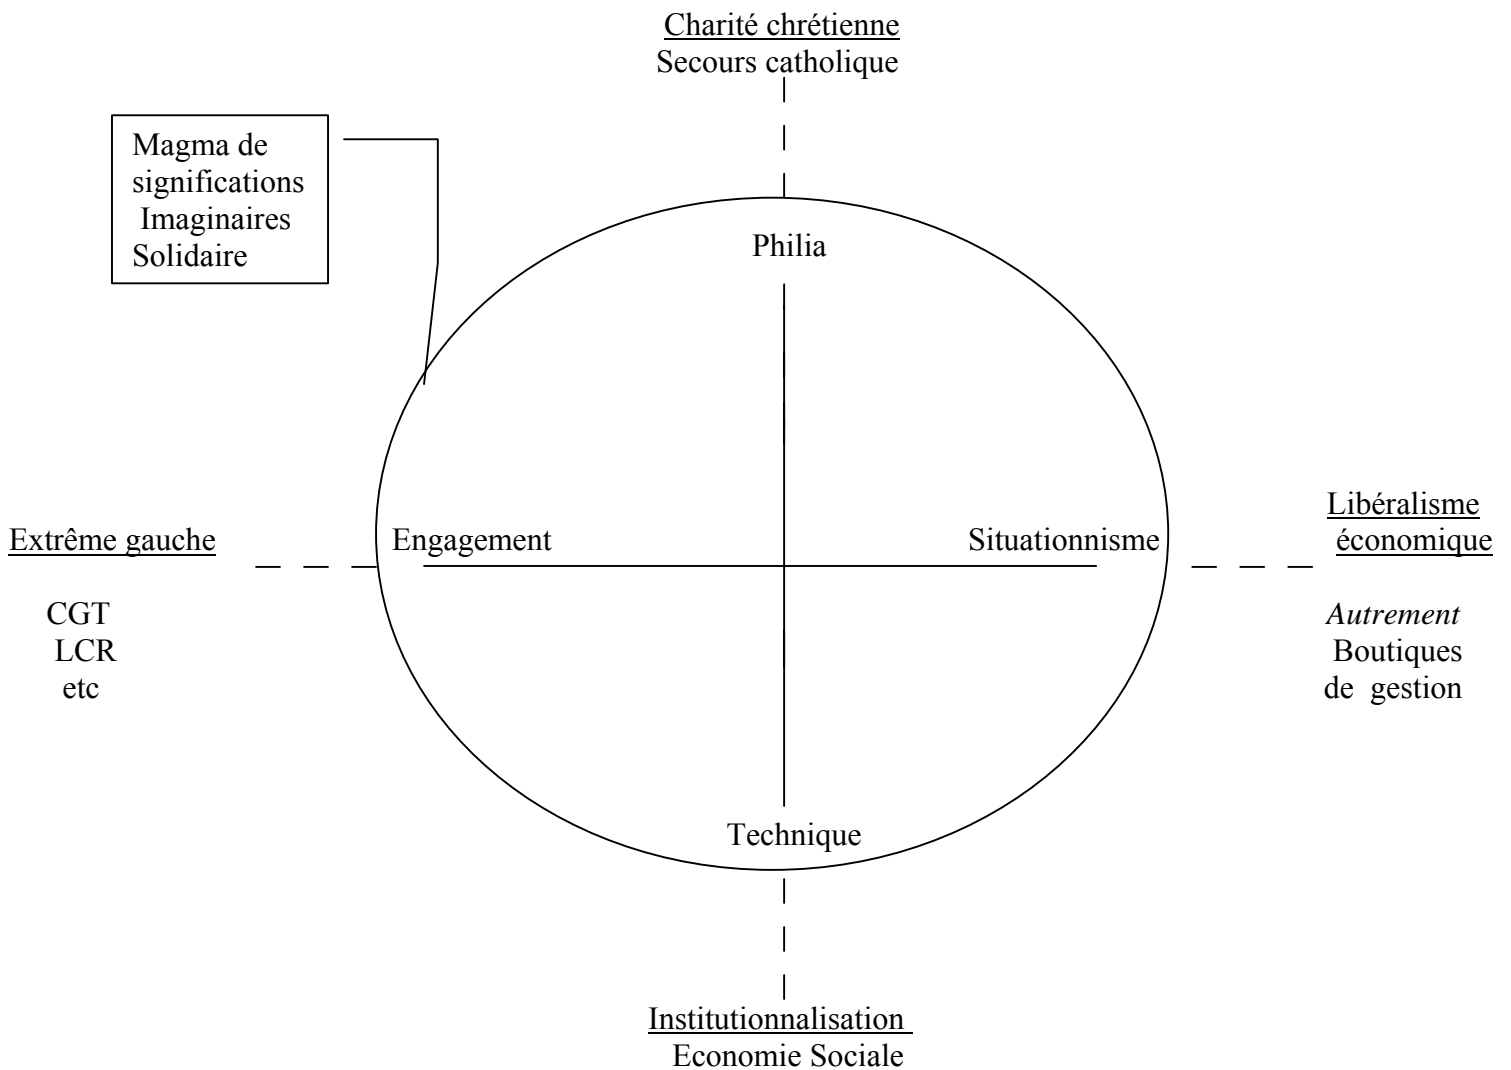 Charité chrétienne
Secours catholique
Magma de
significations
Imaginaires
Solidaire
Philia
Extrême gauche
CGT
LCR
etc
Engagement
Situationnisme
Libéralisme
économique
Autrement
Boutiques
de gestion
Technique
Institutionnalisation
Economie Sociale